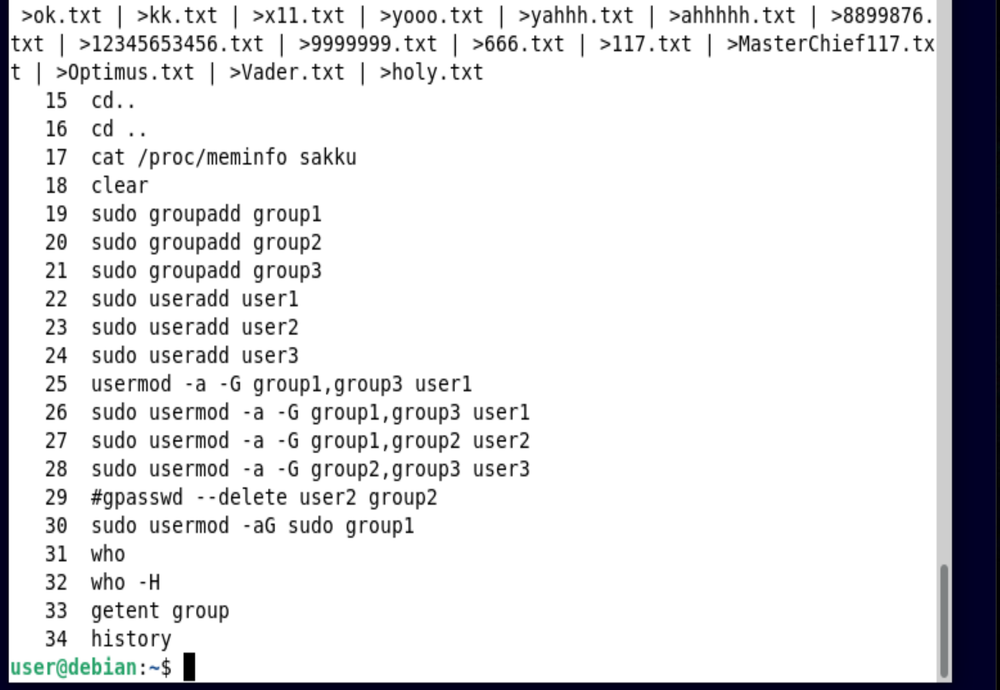 >ok.txt | >kk.txt | >x11.txt | >yooo.txt | >yahhh.txt | >ahhhhh.txt | >8899876.
txt | >12345653456.txt | >9999999.txt | >666.txt | >117.txt | >MasterChief117.tx
t | >Optimus.txt | >Vader.txt | >holy.txt
15 cd..
16 cd ..
17 cat /proc/meminfo sakku
18 clear
19 sudo groupadd group1
20 sudo groupadd group2
21 sudo groupadd group3
22 sudo useradd user1
23 sudo useradd user2
24 sudo useradd user3
25 usermod -a -G group1,group3 user1
26 sudo usermod -a -G group1,group3 user1
27 sudo usermod -a -G group1,group2 user2
28 sudo usermod -a -G group2,group3 user3
29 #gpasswd --delete user2 group2
30 sudo usermod -aG sudo group1
31 who
32 who -H
33 getent group
34 history
user@debian:~$